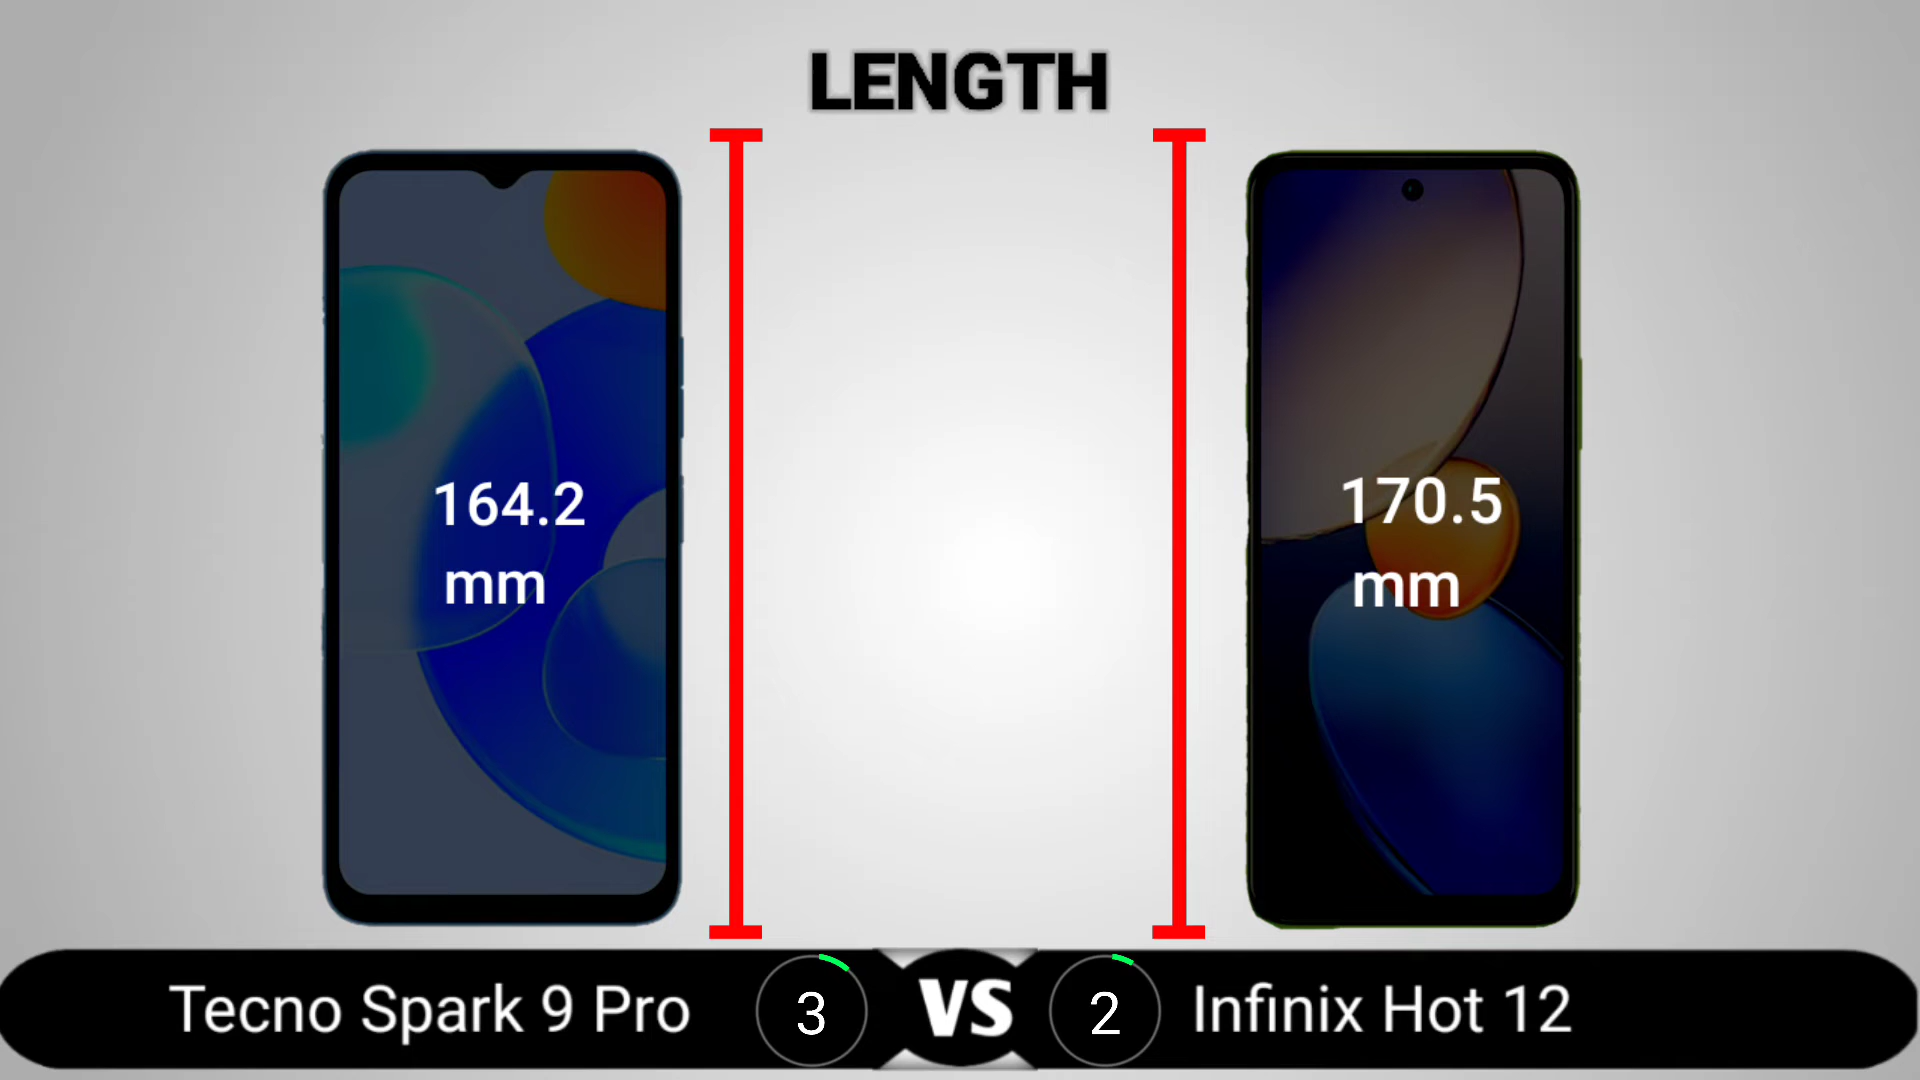 LENGTH
164.2
mm
170.5
mm
Tecno Spark 9 Pro
3
VS
2
Infinix Hot 12